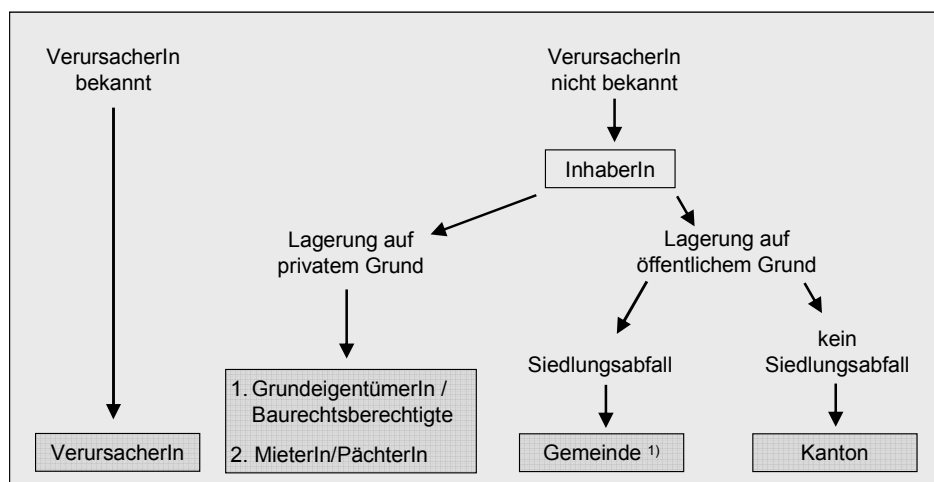 VerursacherIn
bekannt
VerursacherIn
nicht bekannt
InhaberIn
Lagerung auf
privatem Grund
Lagerung auf
öffentlichem Grund
Siedlungsabfall
kein
Siedlungsabfall
1. GrundeigentümerIn /
Baurechtsberechtigte
2. MieterIn/PächterIn
VerursacherIn
Gemeinde 1)
Kanton